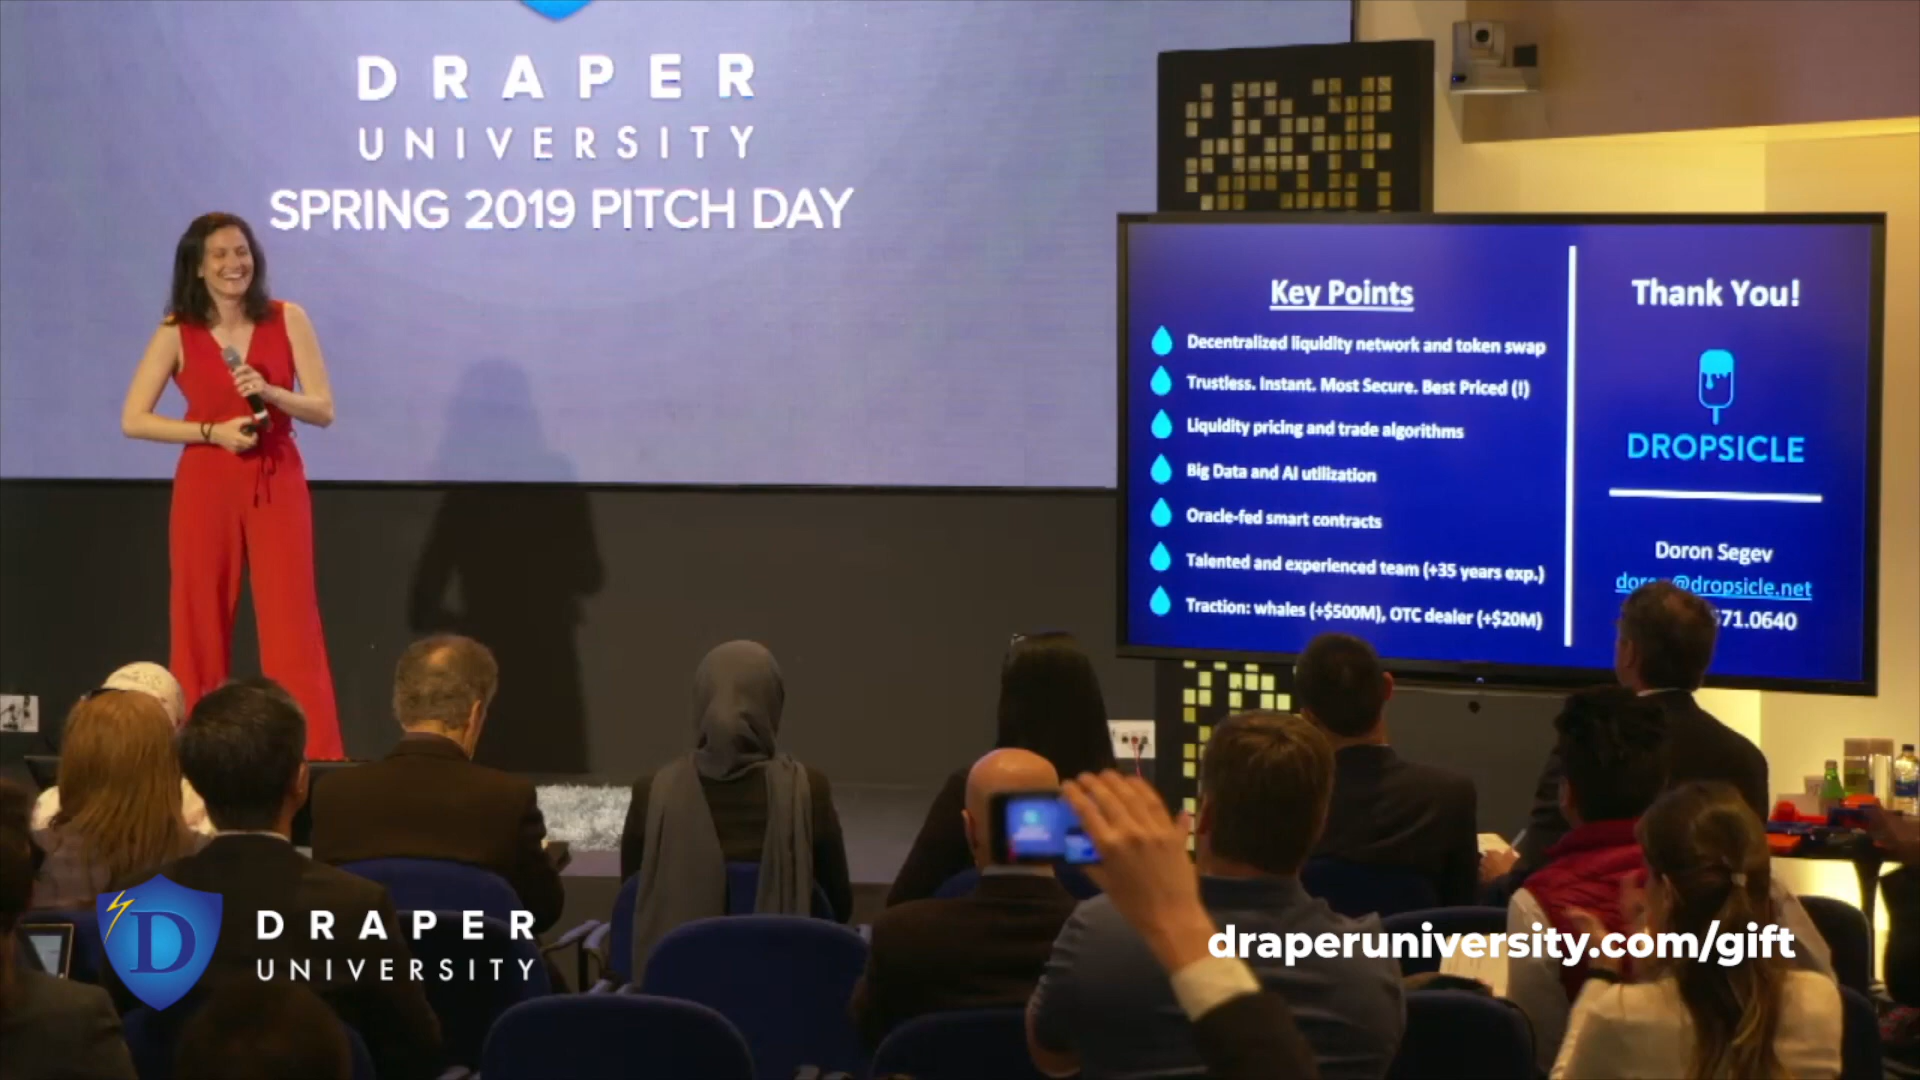 DRAPER
UNIVERSITY
SPRING 2019 PITCH DAY
Key Points
Decentralized liquidity network and token swap
Trustless. Instant. Most Secure. Best Priced (!)
Liquidity pricing and trade algorithms
Big Data and AI utilization
Oracle-fed smart contracts
Talented and experienced team (+35 years exp.)
Traction: whales (+$500M), OTC dealer (+$20M)
Thank You!
DROPSICLE
Doron Segev
@dropsicle.net
71.0640
D
DRAPER
UNIVERSITY
draperuniversity.com/gift